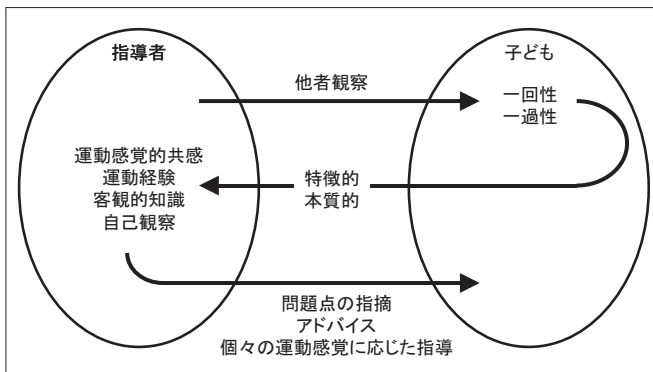 指導者
子ども
他者観察
一回性
一過性
運動感覚的共感
運動経験
客観的知識
自己観察
特徴的
本質的
問題点の指摘
アドバイス
個々の運動感覚に応じた指導